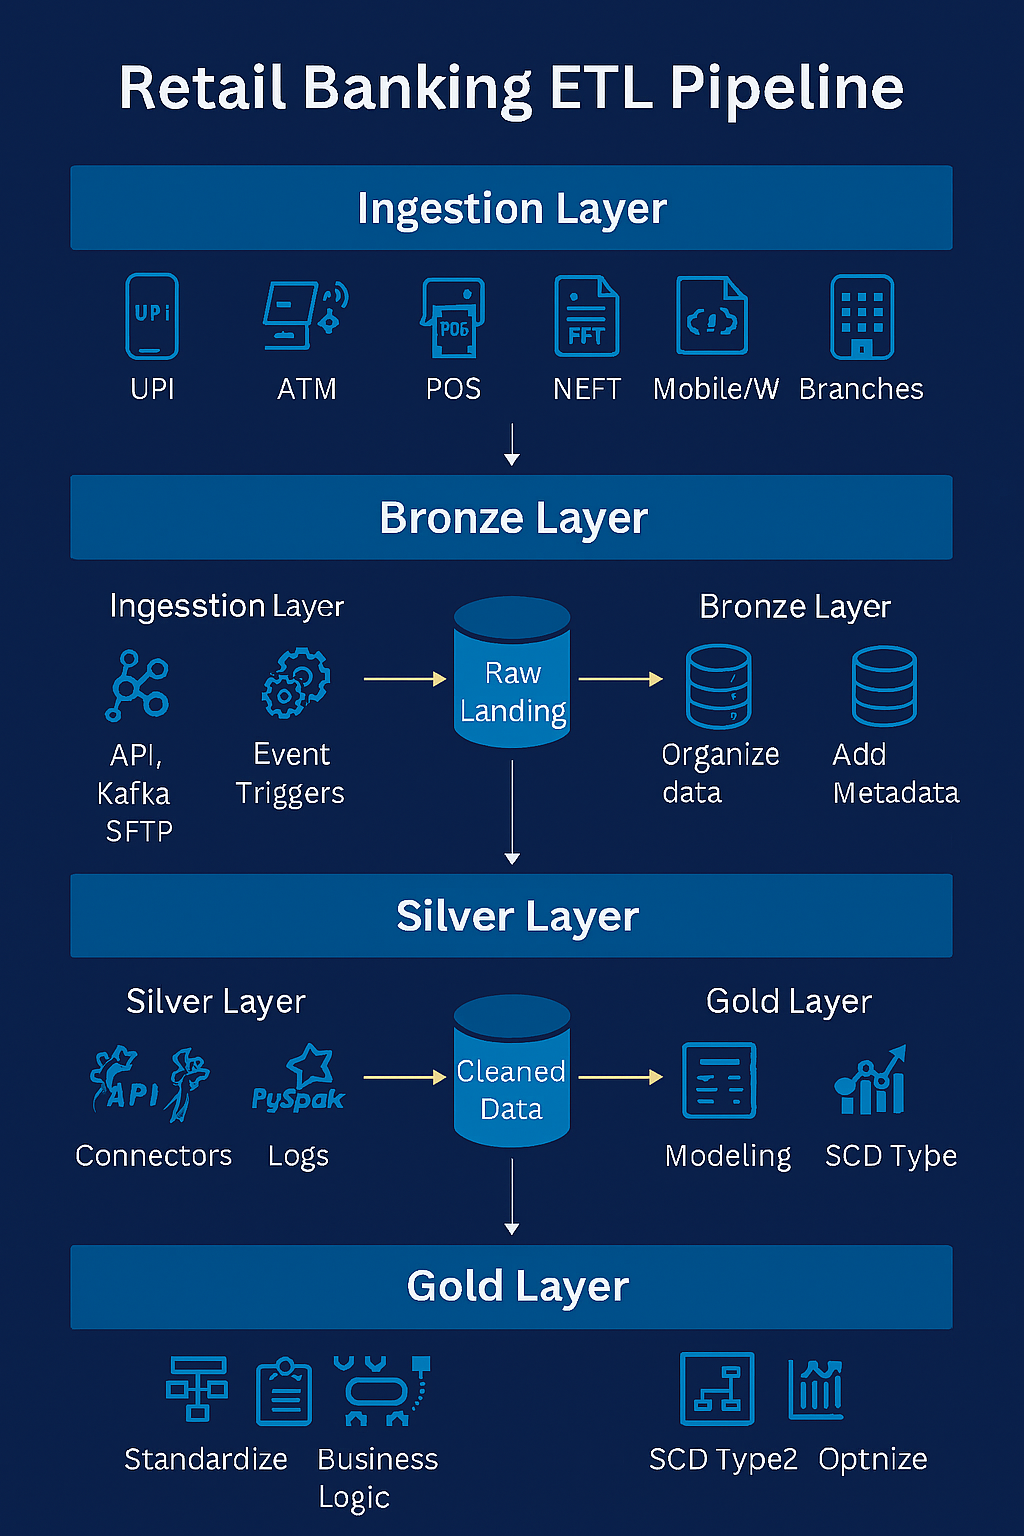 Retail Banking ETL Pipeline
Ingestion Layer
UPi
POS
FFT
UPI
ATM
POS
NEFT
Mobile/W
Branches
Bronze Layer
Ingesstion Layer
Bronze Layer
Raw
Landing
API,
Kafka
SFTP
Event
Triggers
Organize
data
Add
Metadata
Silver Layer
Silver Layer
Gold Layer
API
PySpak
Cleaned
Data
Connectors
Logs
Modeling
SCD Type
Gold Layer
Standardize
Business
Logic
SCD Type2
Optnize